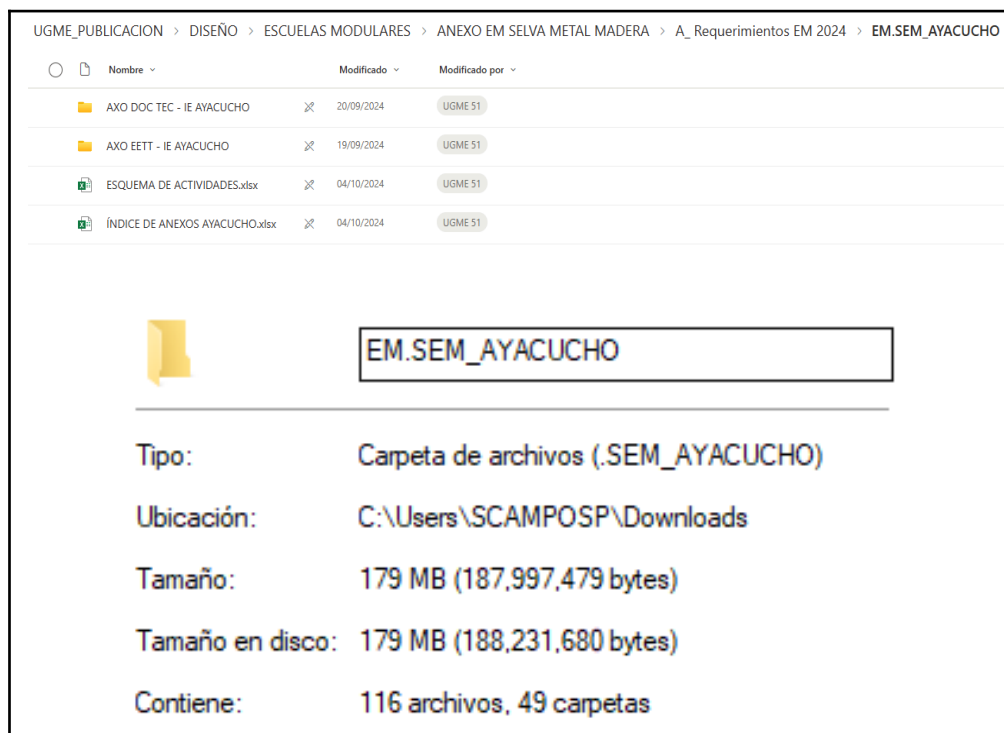 UGME_PUBLICACION > DISEÑO > ESCUELAS MODULARES > ANEXO EM SELVA METAL MADERA > A_ Requerimientos EM 2024 > EM.SEM_AYACUCHO
Nombre Modificado Modificado por
AXO DOC TEC - IE AYACUCHO 20/09/2024 UGME 51
AXO EETT - IE AYACUCHO 19/09/2024 UGME 51
ESQUEMA DE ACTIVIDADES.xlsx 04/10/2024 UGME 51
ÍNDICE DE ANEXOS AYACUCHO.xlsx 04/10/2024 UGME 51
EM.SEM_AYACUCHO
Tipo: Carpeta de archivos (.SEM_AYACUCHO)
Ubicación: C:\Users\SCAMPOSP\Downloads
Tamaño: 179 MB (187,997,479 bytes)
Tamaño en disco: 179 MB (188,231,680 bytes)
Contiene: 116 archivos, 49 carpetas